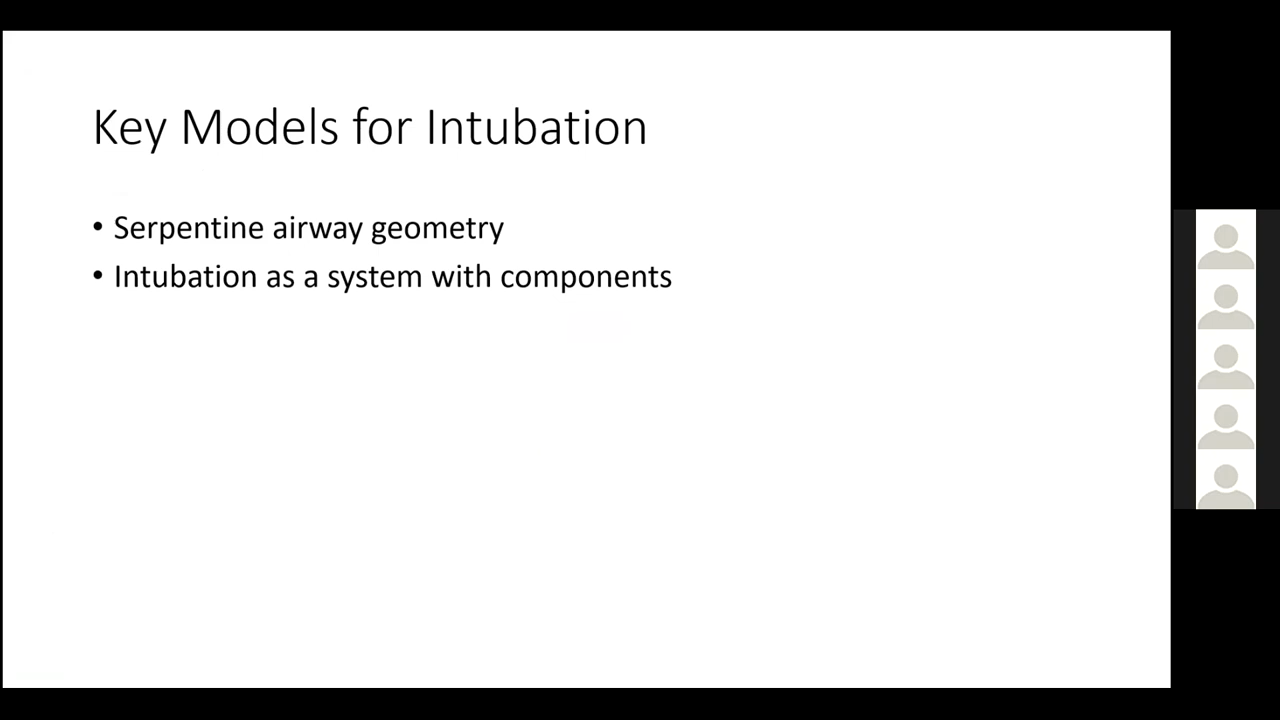 Key Models for Intubation
• Serpentine airway geometry
• Intubation as a system with components